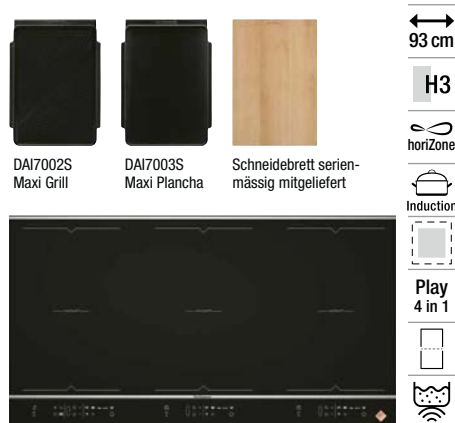 DAI7002S
Maxi Grill
DAI7003S
Maxi Plancha
Schneidebrett serien-
mässig mitgeliefert
93 cm
H3
horiZone
Induction
Play
4 in 1